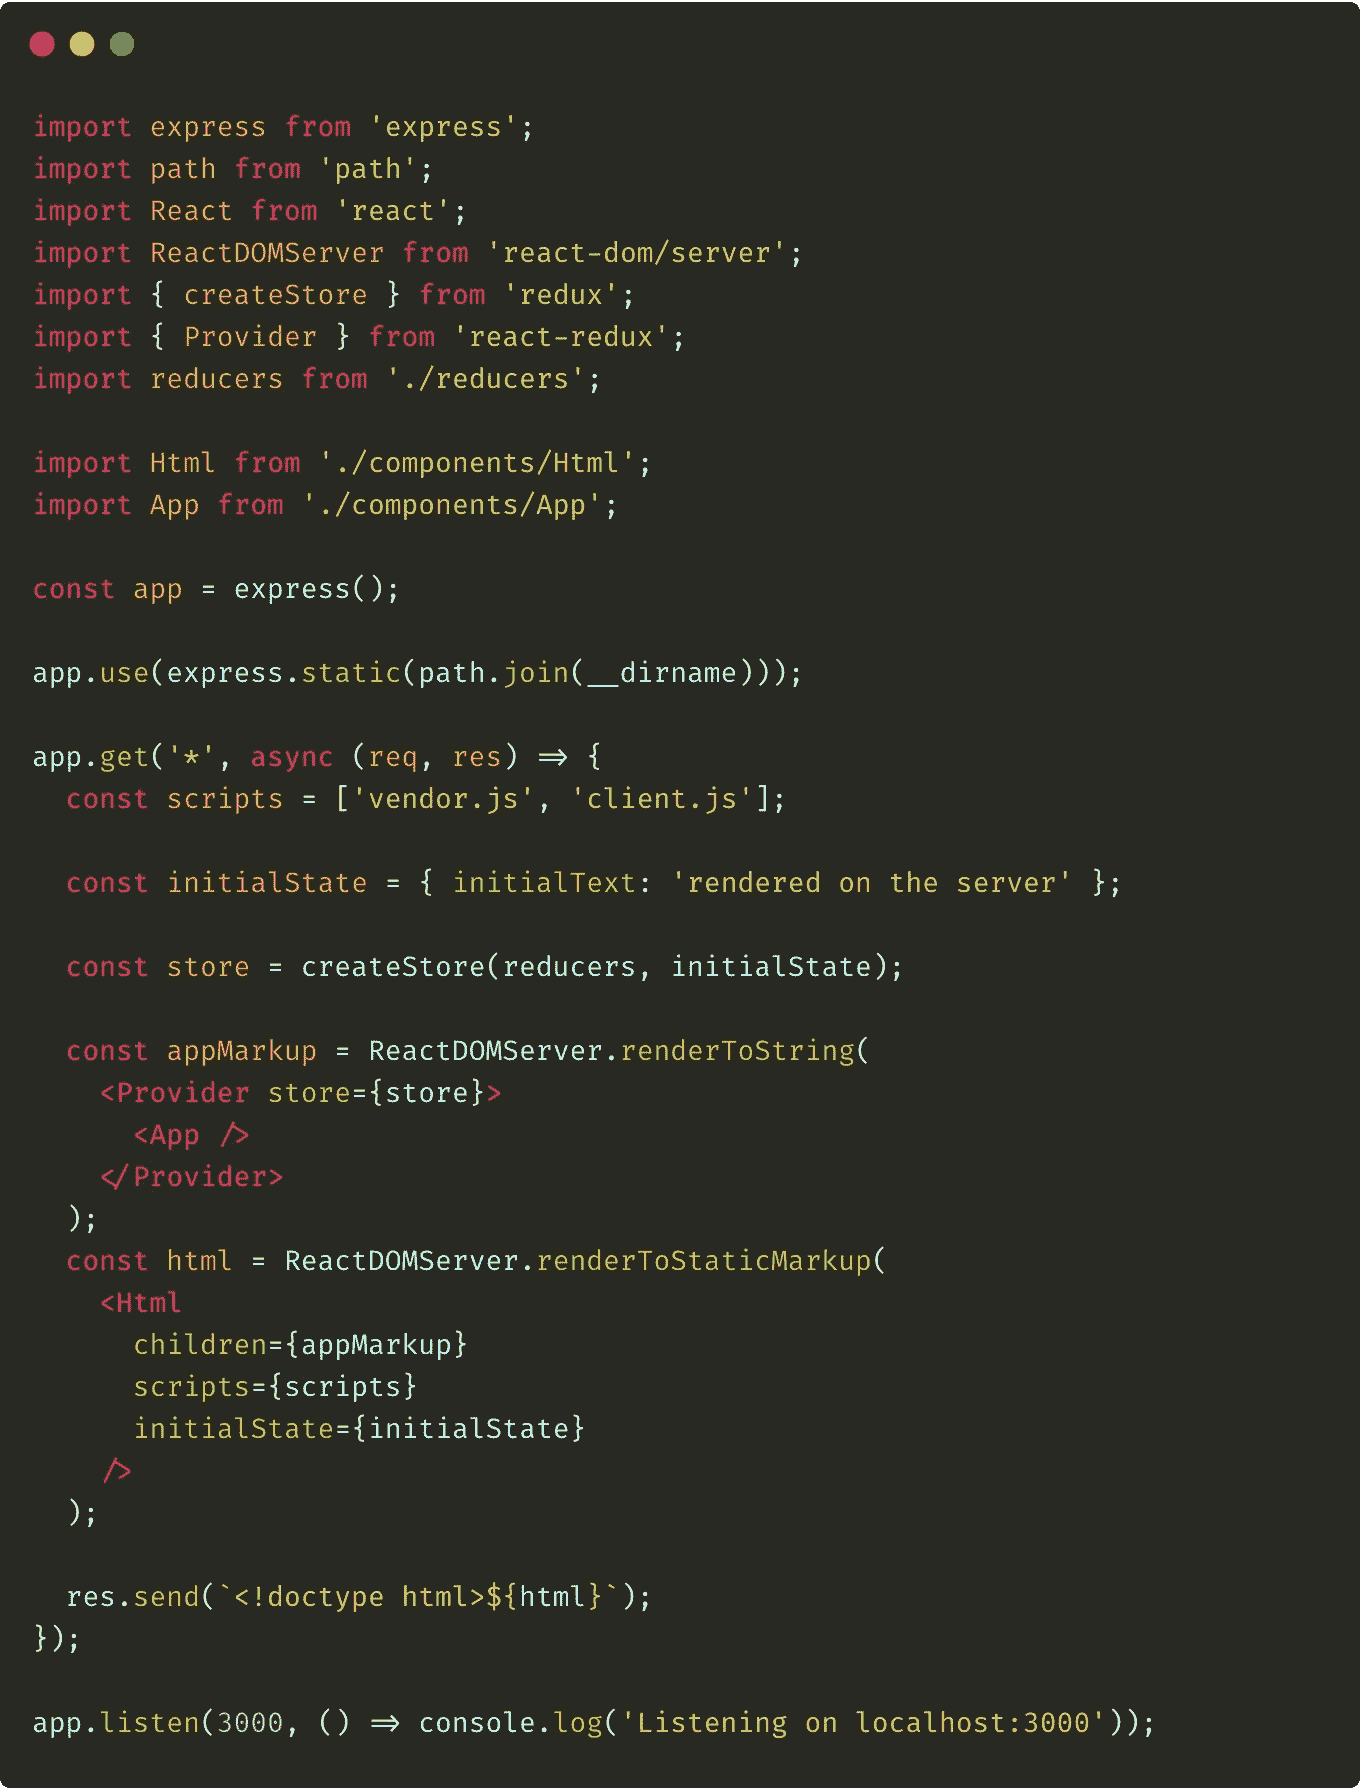 import express from 'express';
import path from 'path';
import React from 'react';
import ReactDOMServer from 'react-dom/server';
import { createStore } from 'redux';
import { Provider } from 'react-redux';
import reducers from './reducers';

import Html from './components/Html';
import App from './components/App';

const app = express();

app.use(express.static(path.join(__dirname)));

app.get('*', async (req, res) => {
  const scripts = ['vendor.js', 'client.js'];

  const initialState = { initialText: 'rendered on the server' };

  const store = createStore(reducers, initialState);

  const appMarkup = ReactDOMServer.renderToString(
    <Provider store={store}>
      <App />
    </Provider>
  );
  const html = ReactDOMServer.renderToStaticMarkup(
    <Html
      children={appMarkup}
      scripts={scripts}
      initialState={initialState}
    />
  );

  res.send(`<!doctype html>${html}`);
});

app.listen(3000, () => console.log('Listening on localhost:3000'));